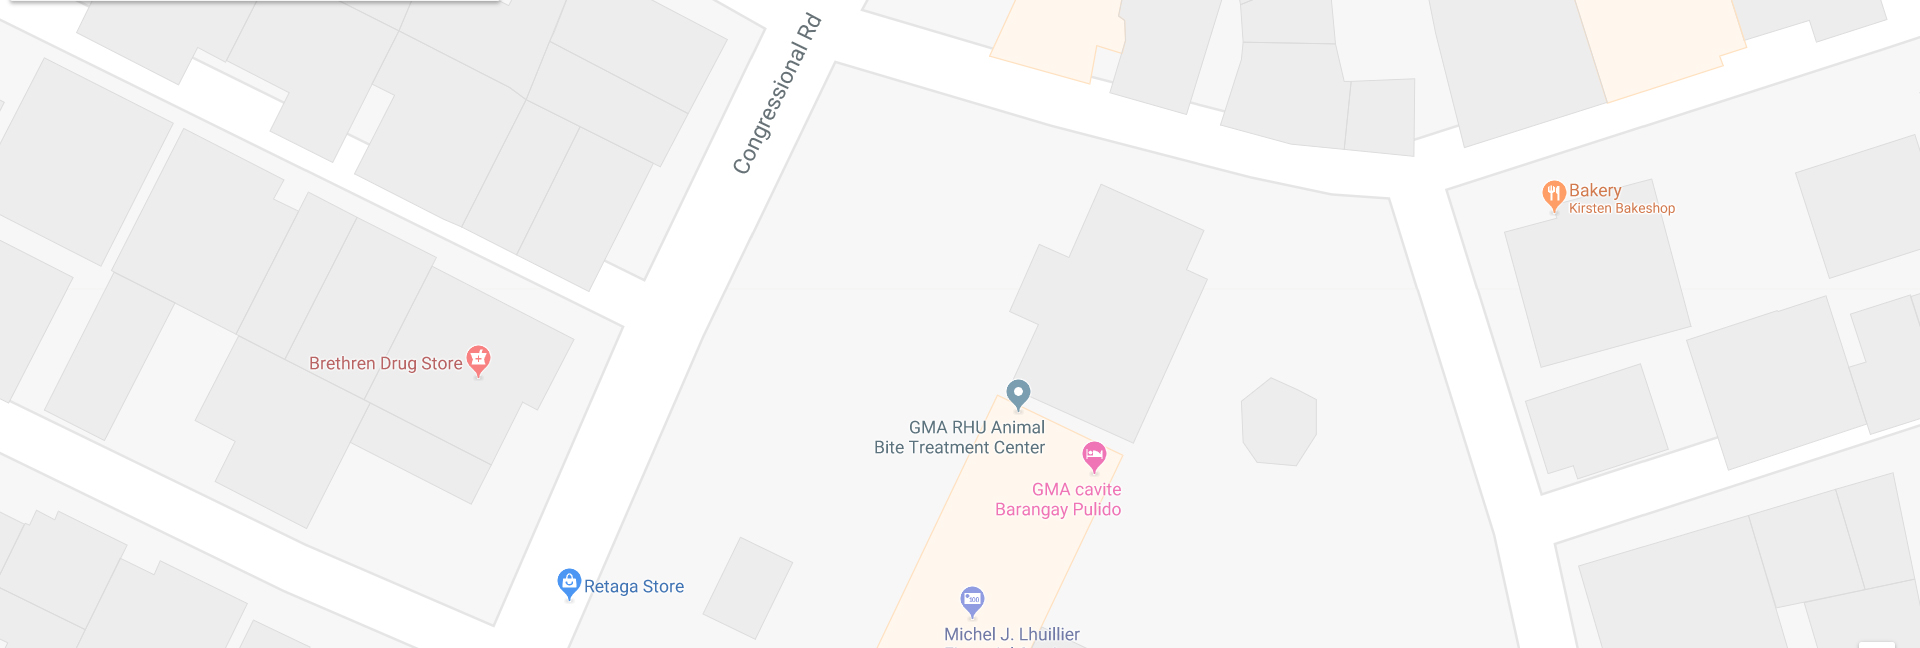 Congressional Rd
Bakery
Kirsten Bakeshop
Brethren Drug Store
GMA RHU Animal
Bite Treatment Center
GMA cavite
Barangay Pulido
Retaga Store
Michel J. Lhuillier